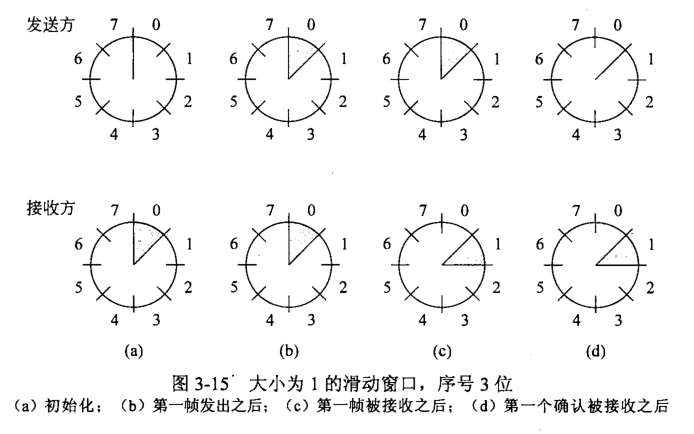 发送方 7 0 7 0 7 0 7 0
6 1 6 1 6 1 6 1
5 2 5 2 5 2 5 2
4 3 4 3 4 3 4 3
接收方 7 0 7 0 7 0 7 0
6 1 6 1 6 1 6 1
5 2 5 2 5 2 5 2
4 3 4 3 4 3 4 3
(a) (b) (c) (d)
图 3-15 大小为 1 的滑动窗口，序号 3 位
（a）初始化；（b）第一帧发出之后；（c）第一帧被接收之后；（d）第一个确认被接收之后